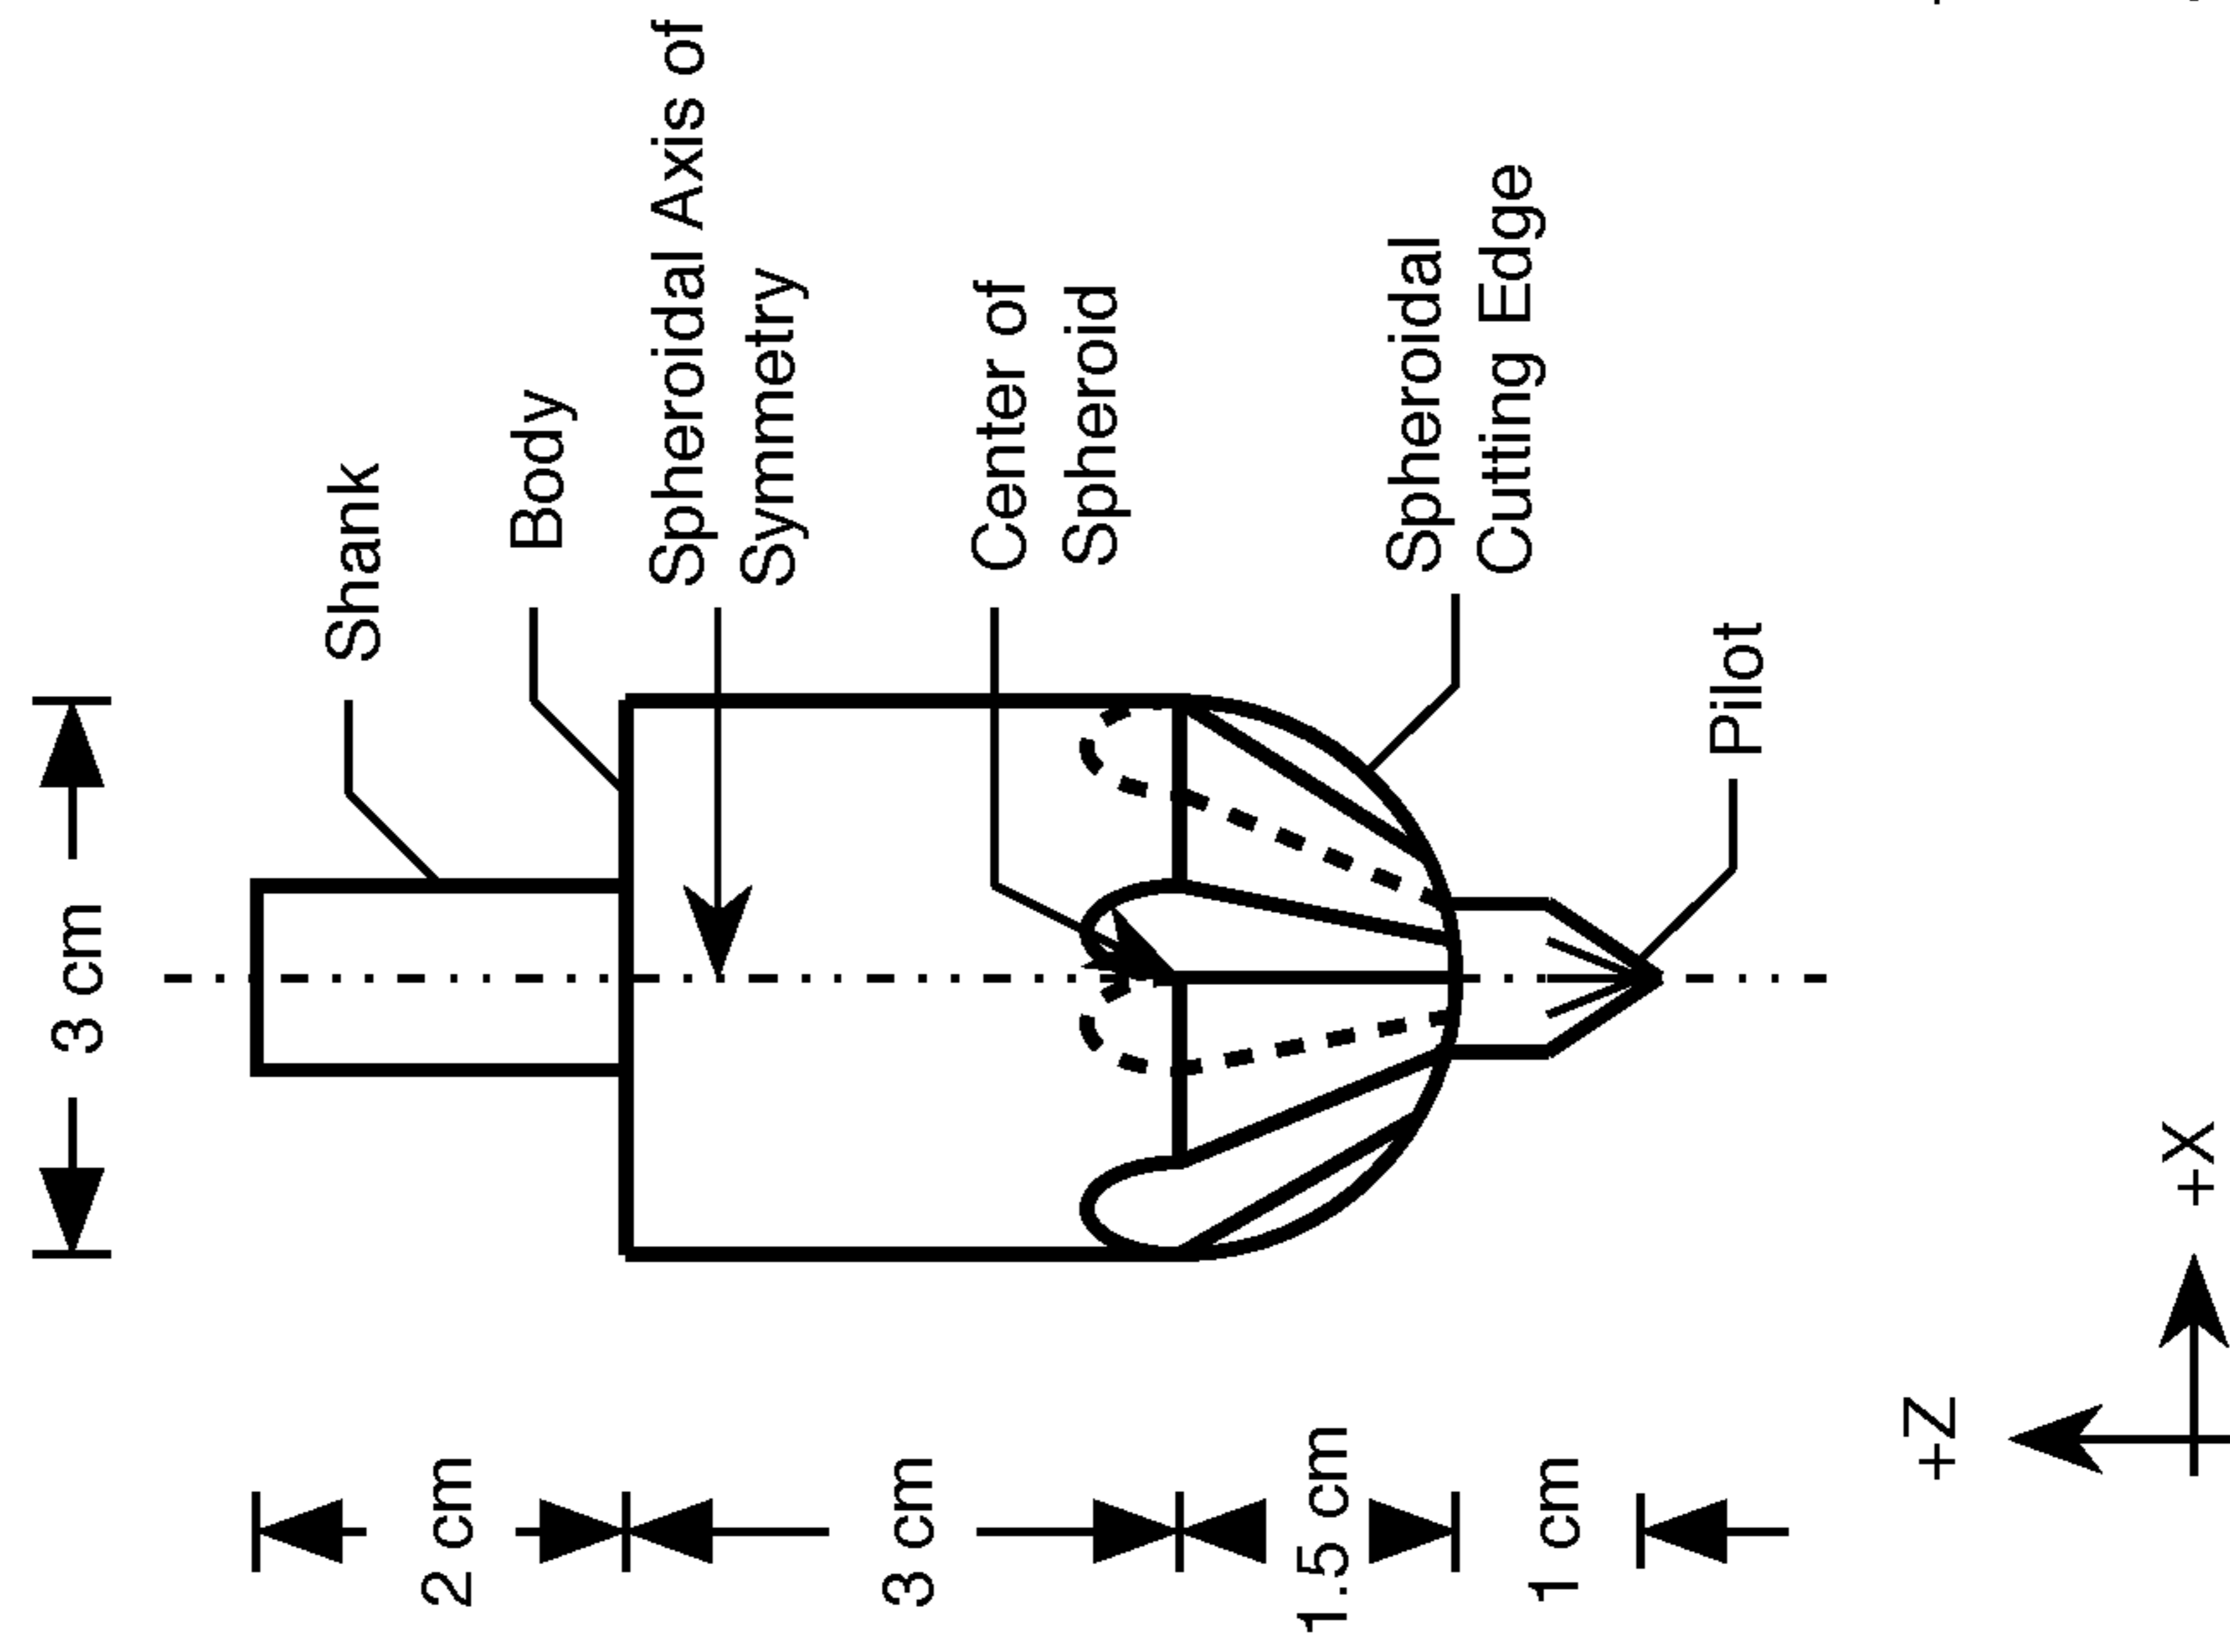 3 cm
Shank
Body
Spheroidal Axis of
Symmetry
Center of
Spheroid
Spheroidal
Cutting Edge
Pilot
2 cm
3 cm
1.5 cm
1 cm
+Z
+X